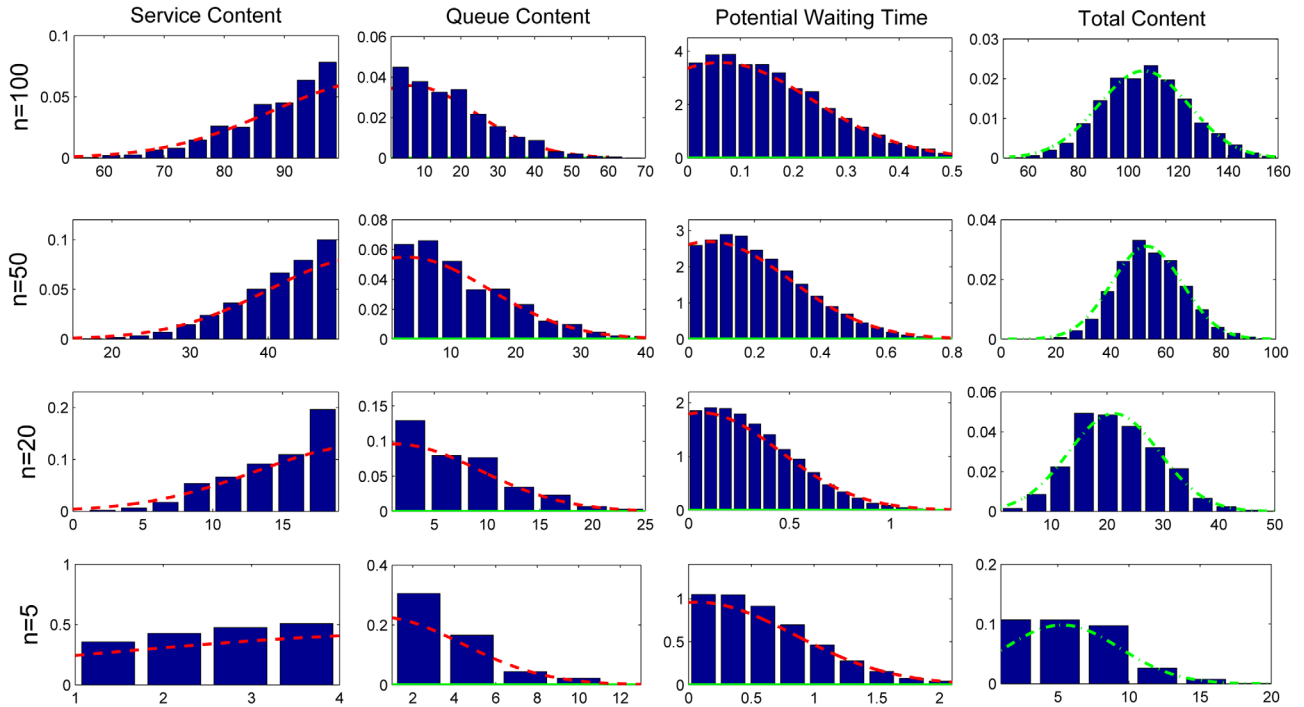 Service Content Queue Content Potential Waiting Time Total Content
n=100
0.1 0.06 4 0.03
0.05 0.04 2 0.02
0.02 0.01
0 0 0 0
60 70 80 90 10 20 30 40 50 60 70 0 0.1 0.2 0.3 0.4 0.5 60 80 100 120 140 160
n=50
0.1 0.08 3 0.04
0.05 0.06 2 0.02
0.04 1
0.02
0 0 0 0
20 30 40 10 20 30 40 0 0.2 0.4 0.6 0.8 0 20 40 60 80 100
n=20
0.2 0.15 2 0.06
0.1 0.1 1 0.04
0.05 0.02
0 0 0 0
0 5 10 15 5 10 15 20 25 0 0.5 1 10 20 30 40 50
n=5
1 0.4 1 0.2
0.5 0.2 0.5 0.1
0 0 0 0
1 2 3 4 2 4 6 8 10 12 0 0.5 1 1.5 2 5 10 15 20